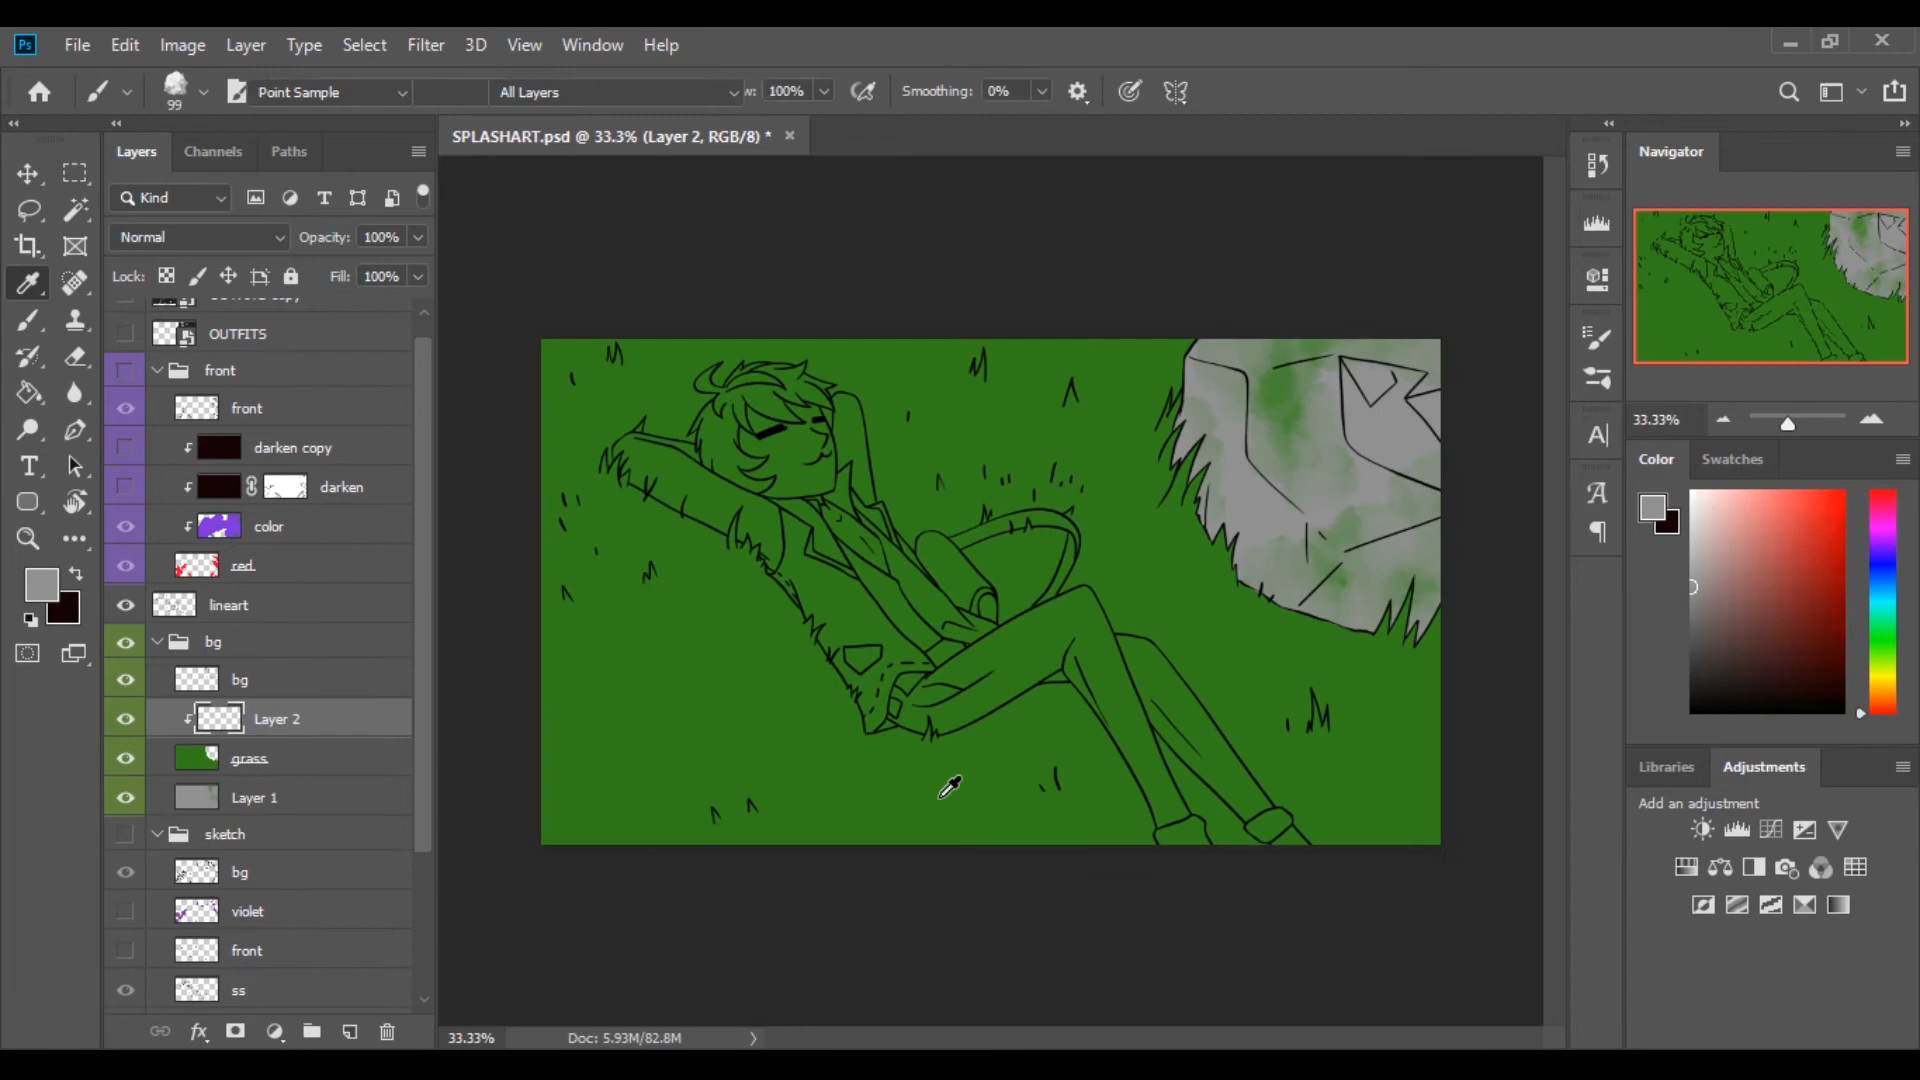 Ps File Edit Image Layer Type Select Filter 3D View Window Help
99 Point Sample All Layers w: 100% Smoothing: 0%
Layers Channels Paths
SPLASHART.psd @ 33.3% (Layer 2, RGB/8) *
Navigator
Kind
Normal Opacity: 100%
Lock: Fill: 100%
OUTFITS
front
front
darken copy
darken
color
red
lineart
bg
bg
Layer 2
grass
Layer 1
sketch
bg
violet
front
ss
33.33%
Color Swatches
Libraries Adjustments
Add an adjustment
33.33% Doc: 5.93M/82.8M